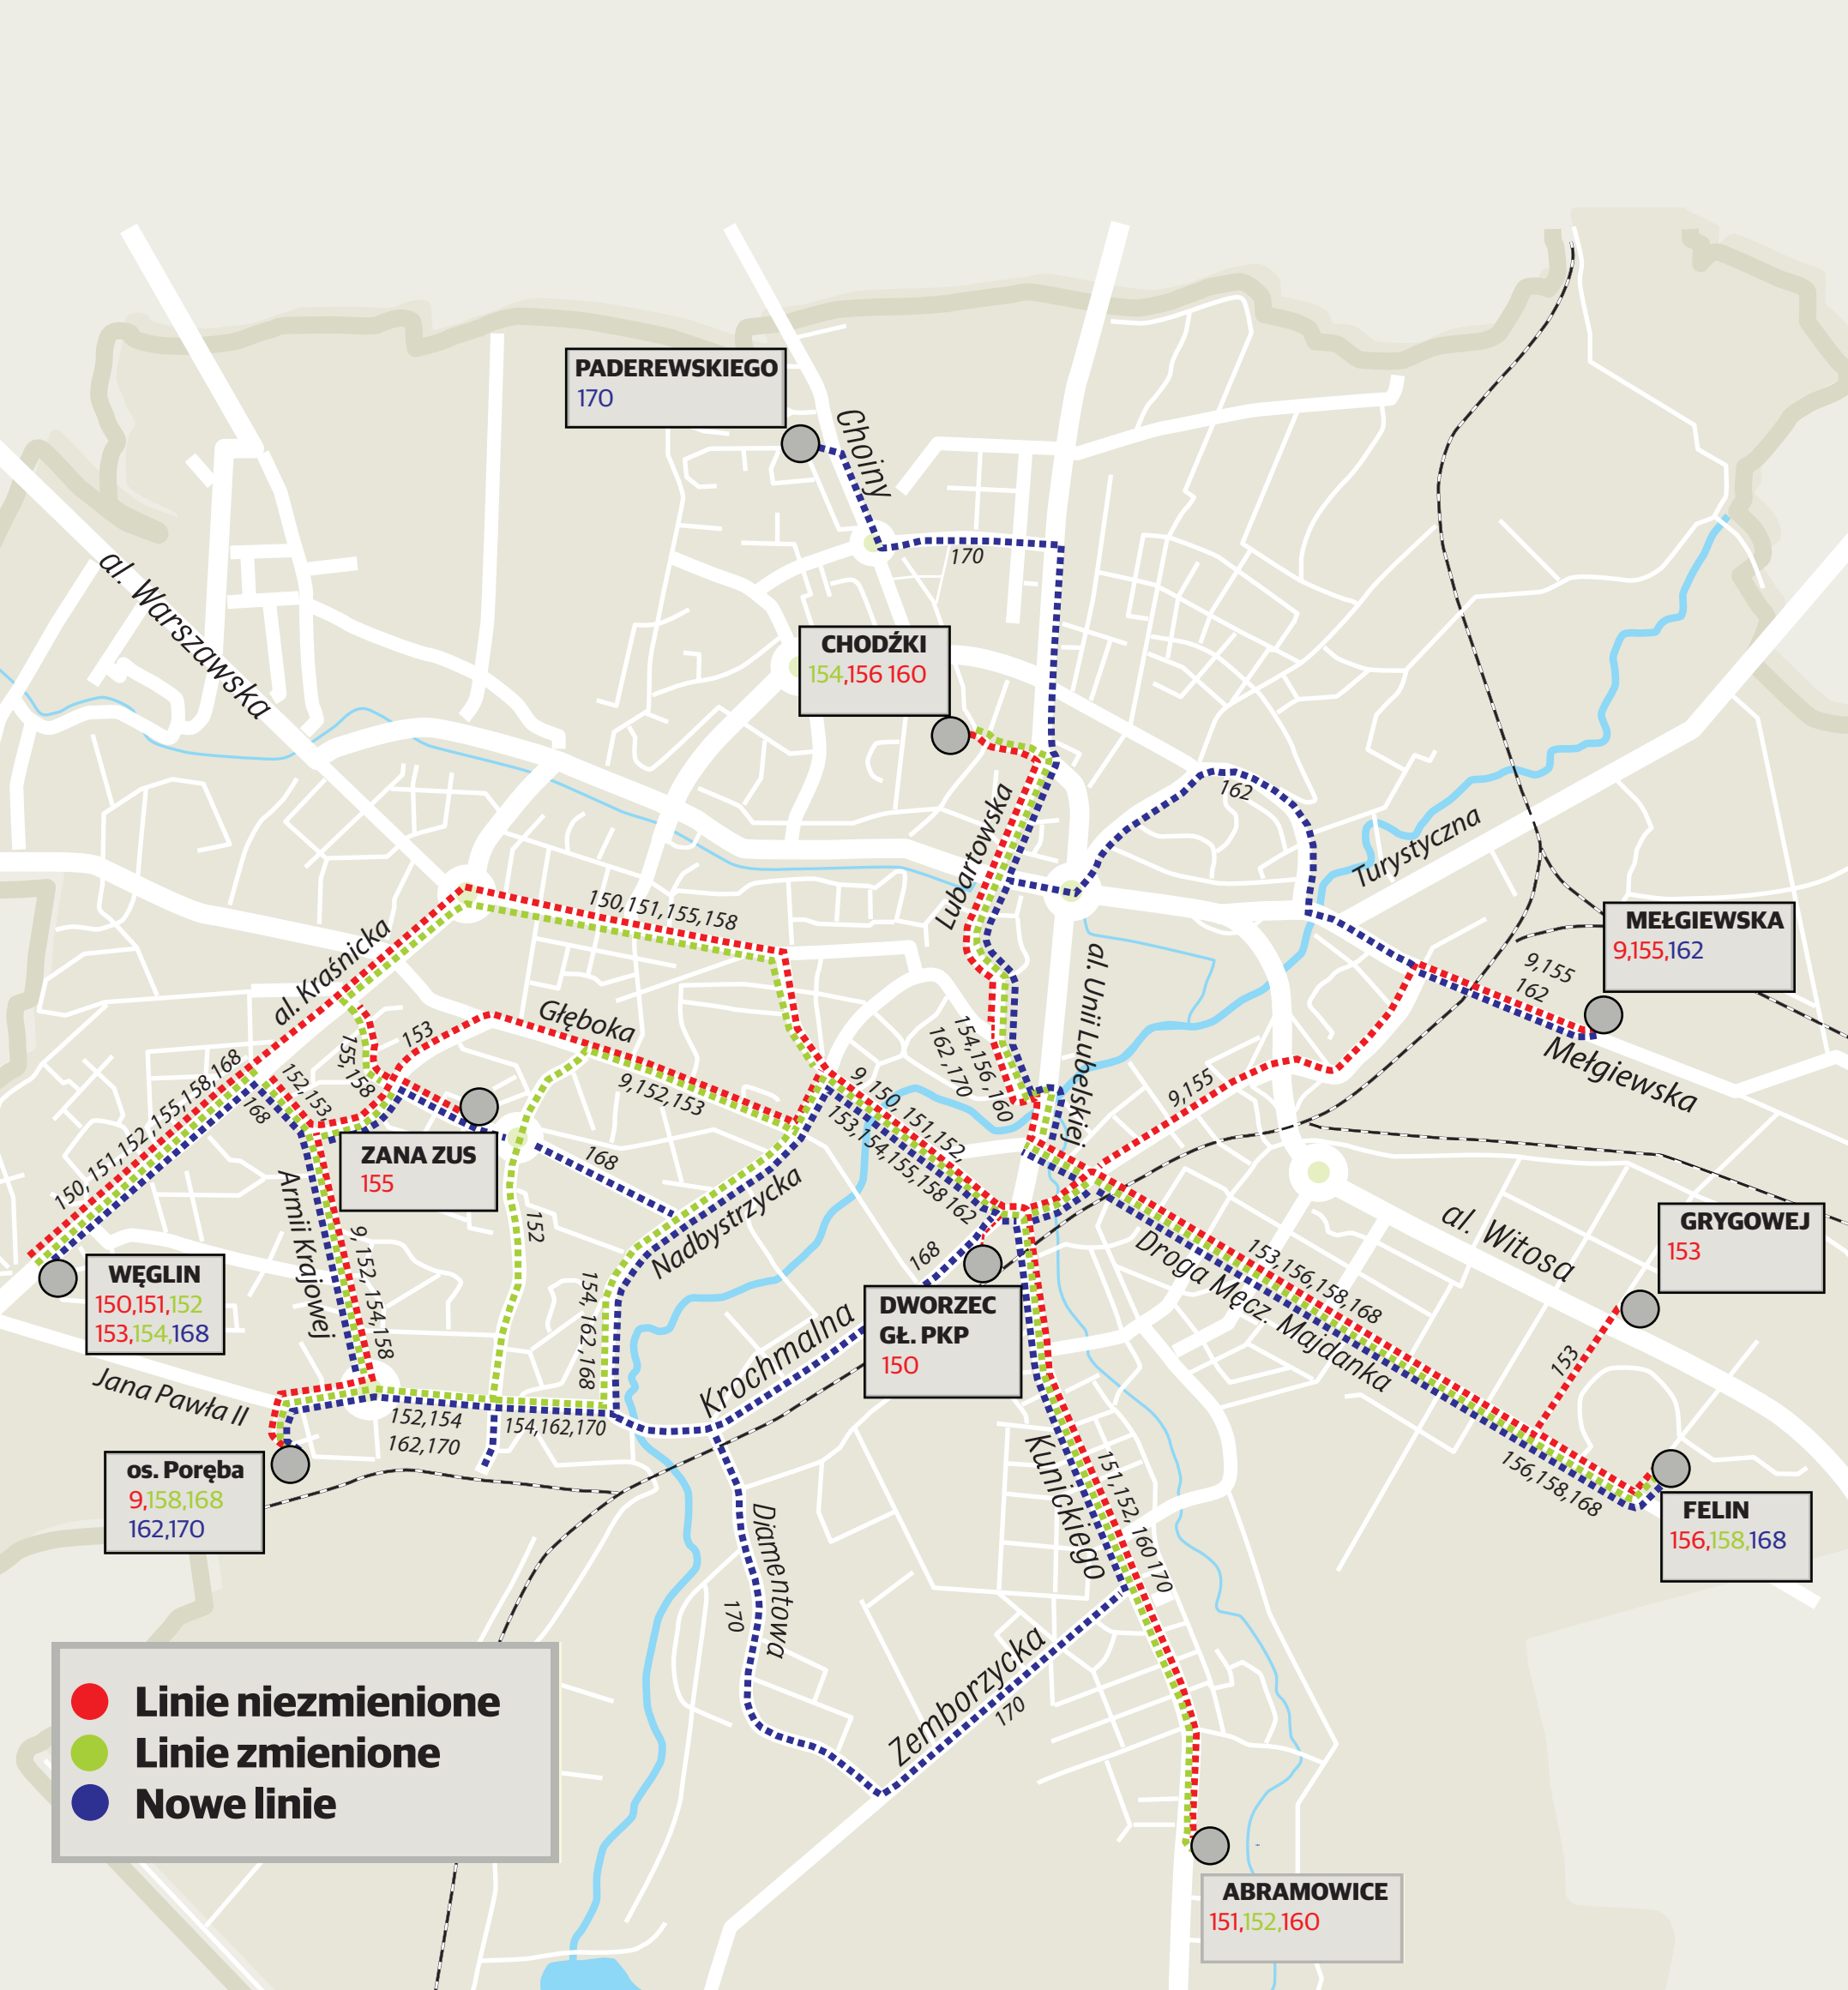 PADEREWSKIEGO
170
Choiny
170
al. Warszawska
CHODŹKI
154,156 160
162
Lubartowska
Turystyczna
150,151,155,158
MEŁGIEWSKA
9,155,162
al. Kraśnicka
9,155
162
al. Unii Lubelskiej
Głęboka
153
155,158
154,156,160
162,170
Mełgiewska
150,151,152,155,158,168
152,153
168
9,152,153
9,150,151,152,
153,154,155,158 162
9,155
ZANA ZUS
155
168
Armii Krajowej
9, 152,154,158
152
Nadbystrzycka
154, 162,168
168
Droga Męcz. Majdanka
153,156,158,168
al. Witosa
GRYGOWEJ
153
WĘGLIN
150,151,152
153,154,168
DWORZEC
GŁ. PKP
150
Krochmalna
153
Jana Pawła II
152,154
162,170
154,162,170
os. Poręba
9,158,168
162,170
Kunickiego
151,152, 160 170
156,158,168
FELIN
156,158,168
Diamentowa
170
Zemborzycka
170
Linie niezmienione
Linie zmienione
Nowe linie
ABRAMOWICE
151,152,160